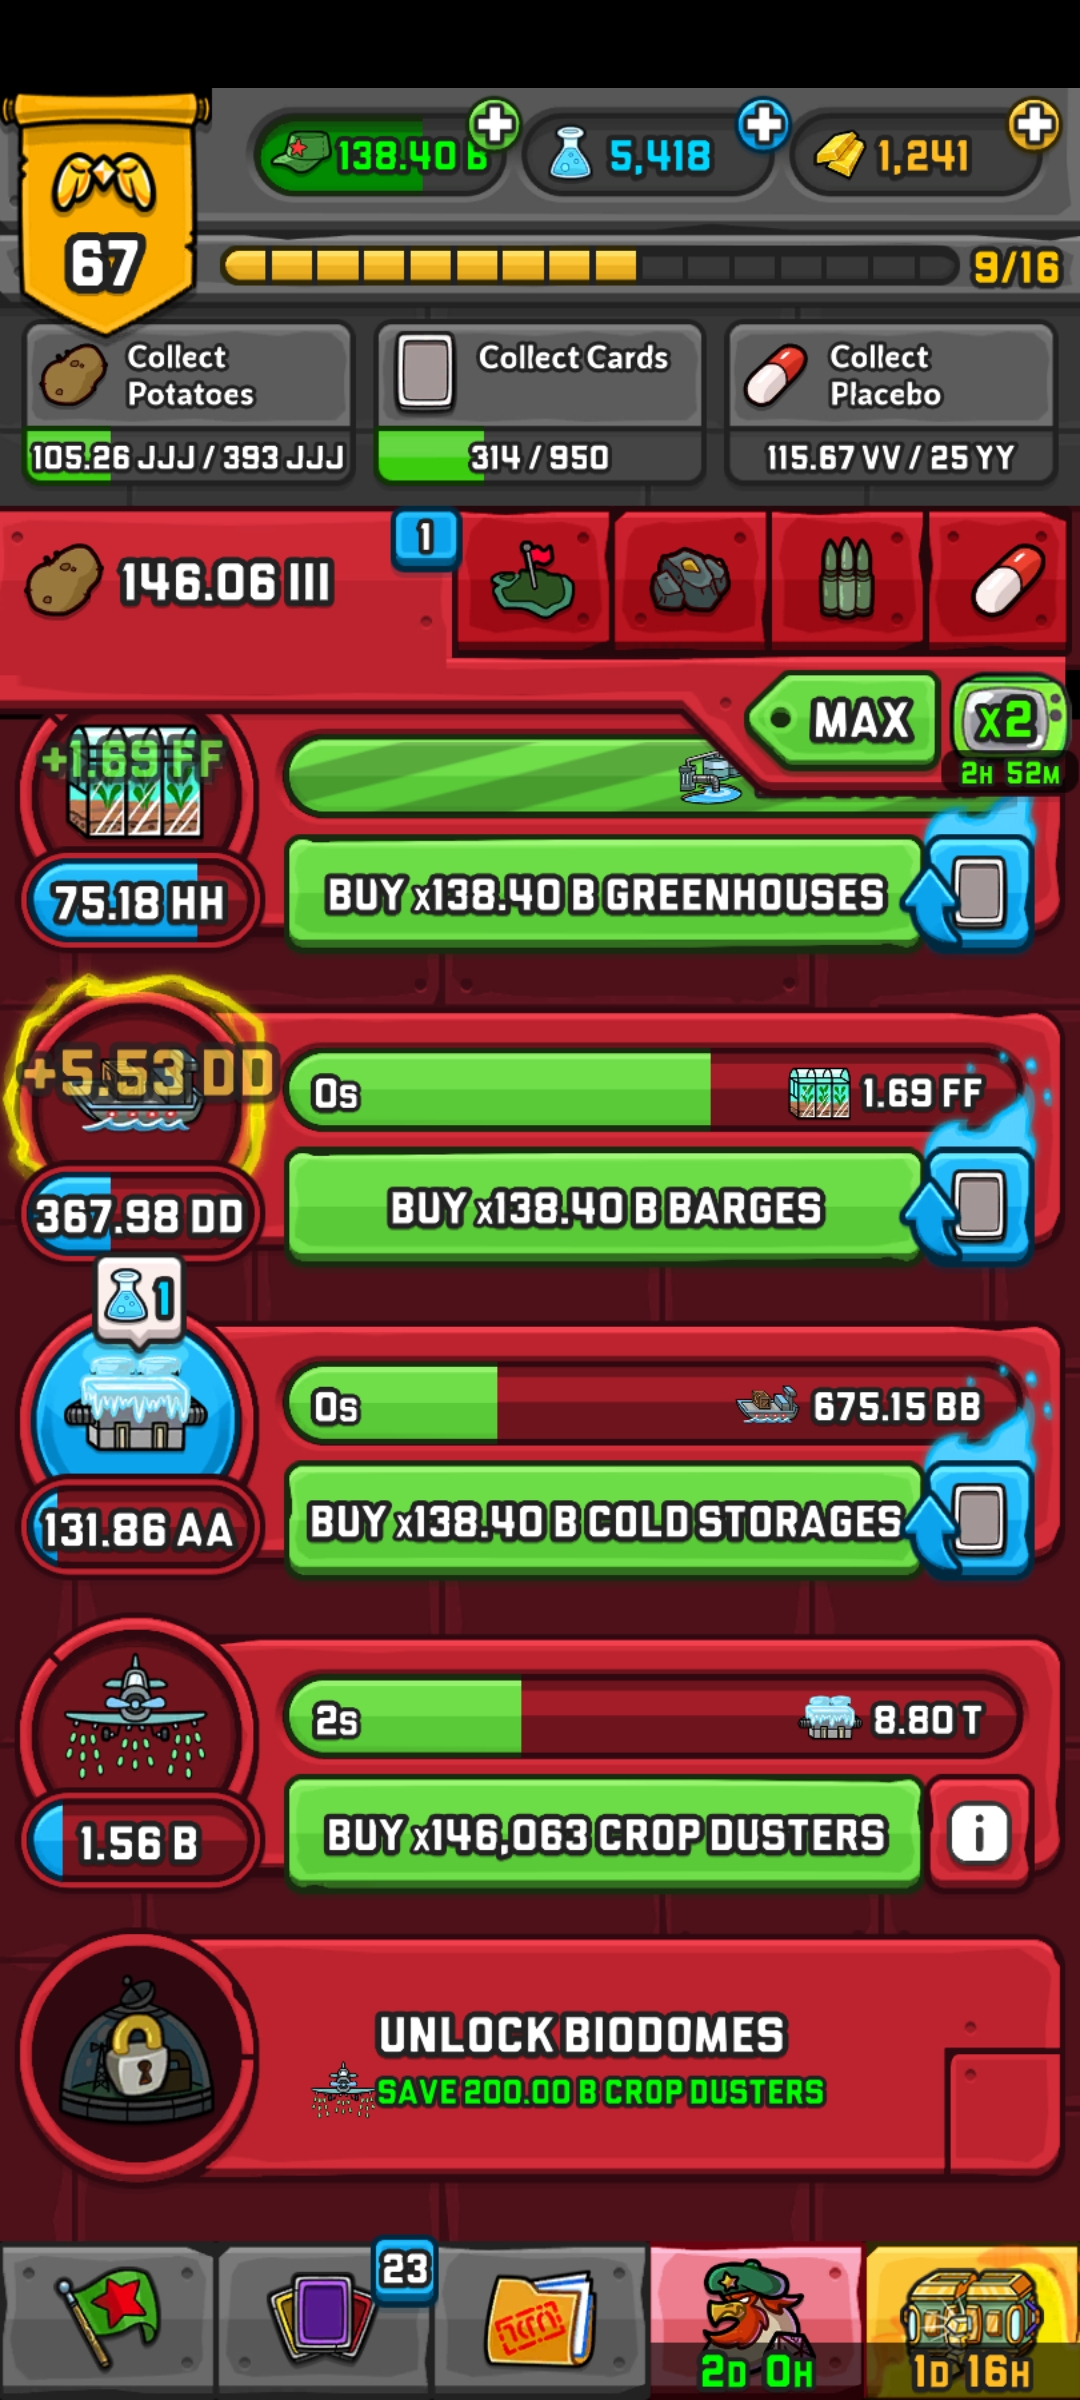 138.40 B
5,418
1,241
67
9/16
Collect
Potatoes
105.26 JJJ / 393 JJJ
Collect Cards
314 / 950
Collect
Placebo
115.67 VV / 25 YY
146.06 III
1
MAX
x2
2H 52M
+1.69 FF
75.18 HH
BUY x138.40 B GREENHOUSES
+5.53 DD
0s
1.69 FF
367.98 DD
BUY x138.40 B BARGES
1
0s
675.15 BB
131.86 AA
BUY x138.40 B COLD STORAGES
2s
8.80 T
1.56 B
BUY x146,063 CROP DUSTERS
i
UNLOCK BIODOMES
SAVE 200.00 B CROP DUSTERS
23
2D 0H
1D 16H